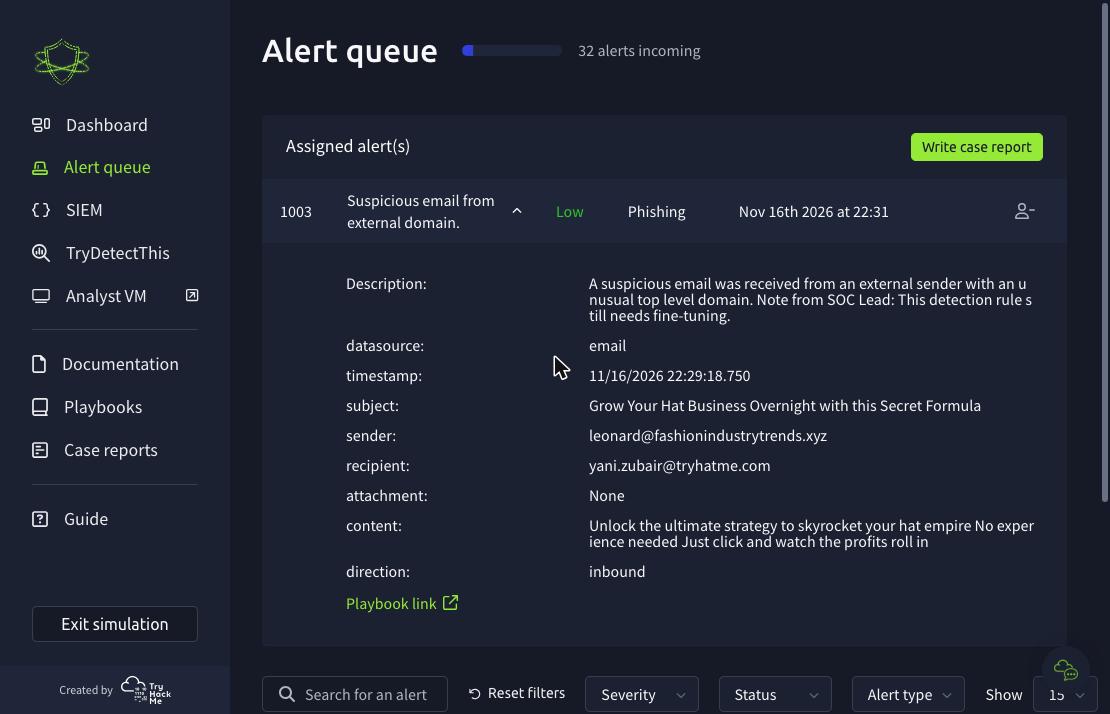 Alert queue
32 alerts incoming
Dashboard
Alert queue
SIEM
TryDetectThis
Analyst VM
Documentation
Playbooks
Case reports
Guide
Exit simulation
Created by
Try
Hack
Me
Assigned alert(s)
Write case report
1003
Suspicious email from
external domain.
Low
Phishing
Nov 16th 2026 at 22:31
Description:
A suspicious email was received from an external sender with an u
nusual top level domain. Note from SOC Lead: This detection rule s
till needs fine-tuning.
datasource:
email
timestamp:
11/16/2026 22:29:18.750
subject:
Grow Your Hat Business Overnight with this Secret Formula
sender:
leonard@fashionindustrytrends.xyz
recipient:
yani.zubair@tryhatme.com
attachment:
None
content:
Unlock the ultimate strategy to skyrocket your hat empire No exper
ience needed Just click and watch the profits roll in
direction:
inbound
Playbook link
Search for an alert
Reset filters
Severity
Status
Alert type
Show
15